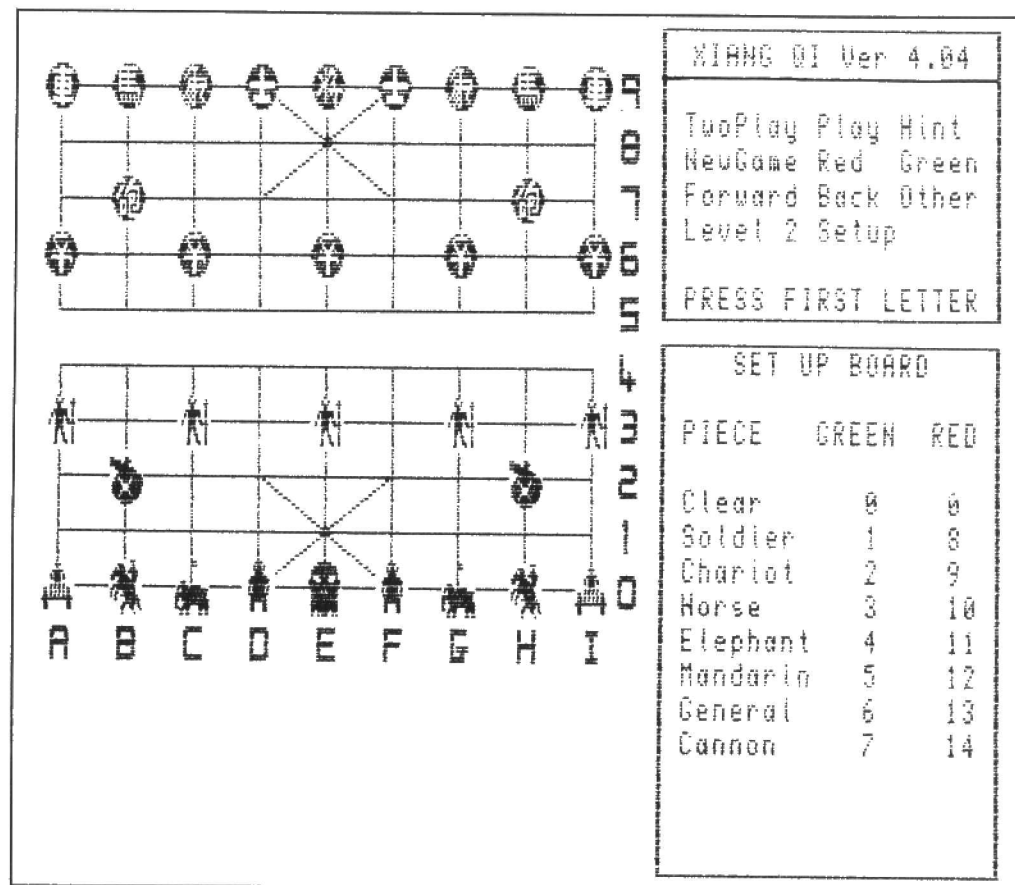 XIANG QI Ver 4.04
TwoPlay Play Hint
NewGame Red Green
Forward Back Other
Level 2 Setup
PRESS FIRST LETTER
9
8
7
6
5
4
3
2
1
0
A B C D E F G H I
SET UP BOARD
PIECE GREEN RED
Clear 0 0
Soldier 1 8
Chariot 2 9
Horse 3 10
Elephant 4 11
Mandarin 5 12
General 6 13
Cannon 7 14